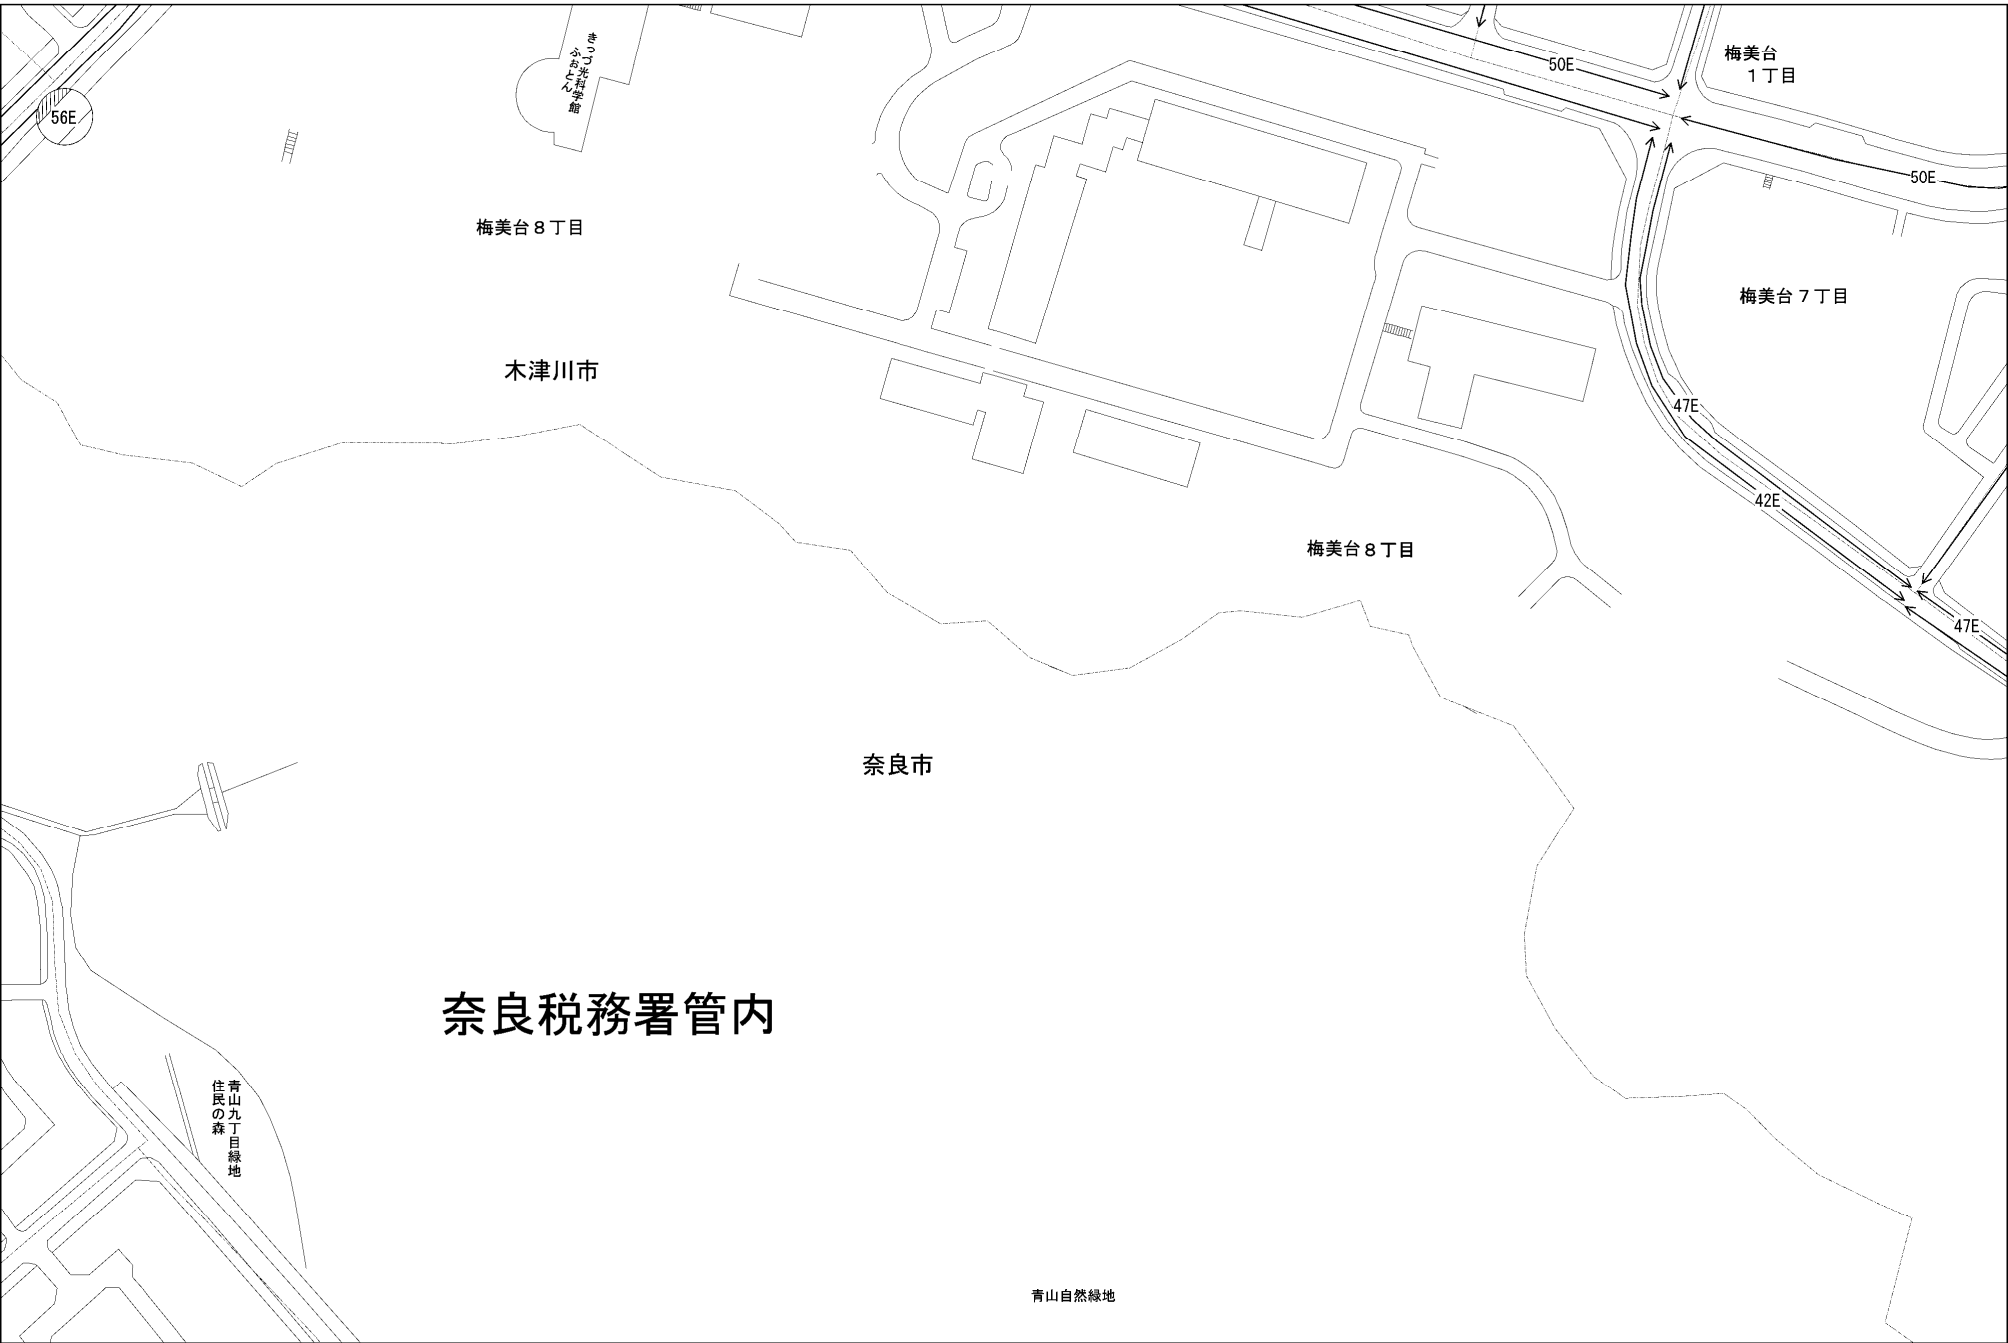 きっづ光科学館
ふぉとん
50E
梅美台
1丁目
56E
50E
梅美台8丁目
梅美台7丁目
木津川市
47E
42E
梅美台8丁目
47E
奈良市
奈良税務署管内
青山九丁目緑地
住民の森
青山自然緑地